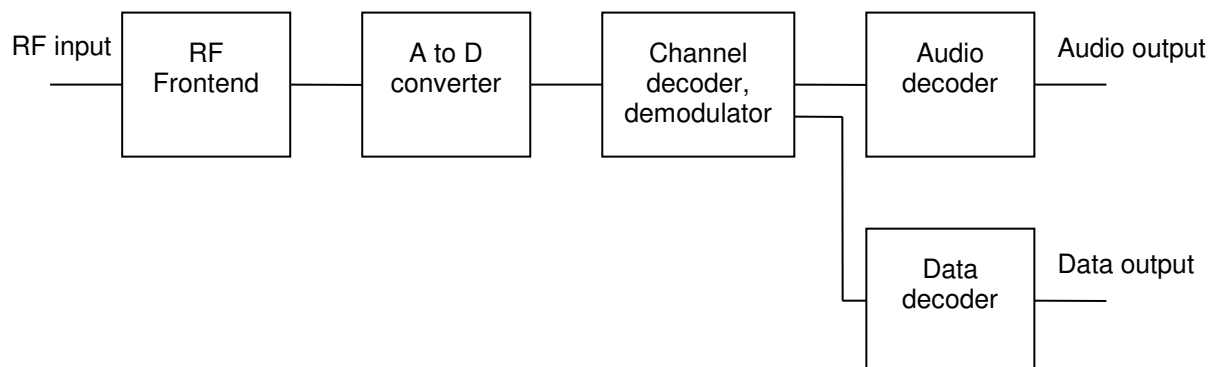 RF input
RF
Frontend
A to D
converter
Channel
decoder,
demodulator
Audio
decoder
Audio output
Data
decoder
Data output